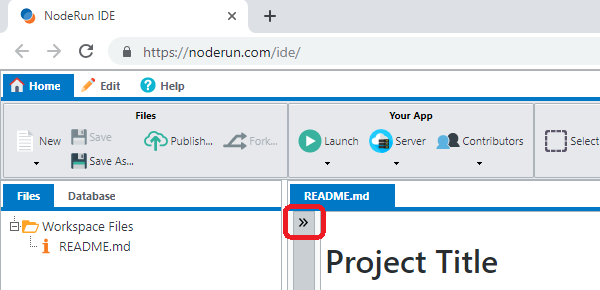 NodeRun IDE
https://noderun.com/ide/
Home Edit Help
Files Your App
New Save Publish... Fork... Launch Server Contributors Select
Save As...
Files Database README.md
»
Workspace Files
README.md
Project Title